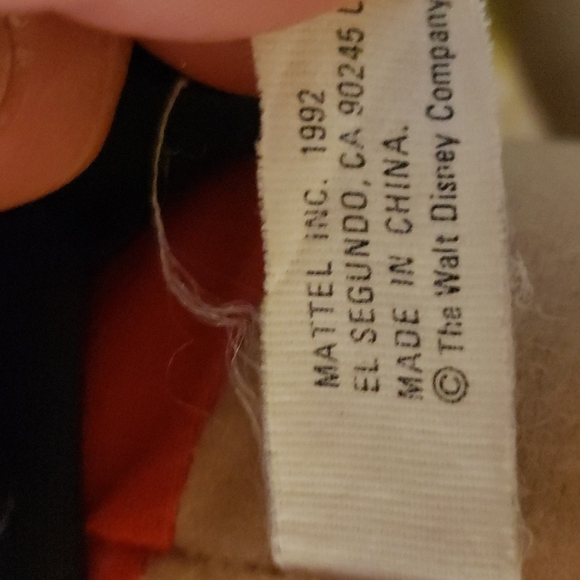 MATTEL INC. 1992
EL SEGUNDO, CA 90245
MADE IN CHINA.
© The Walt Disney Company